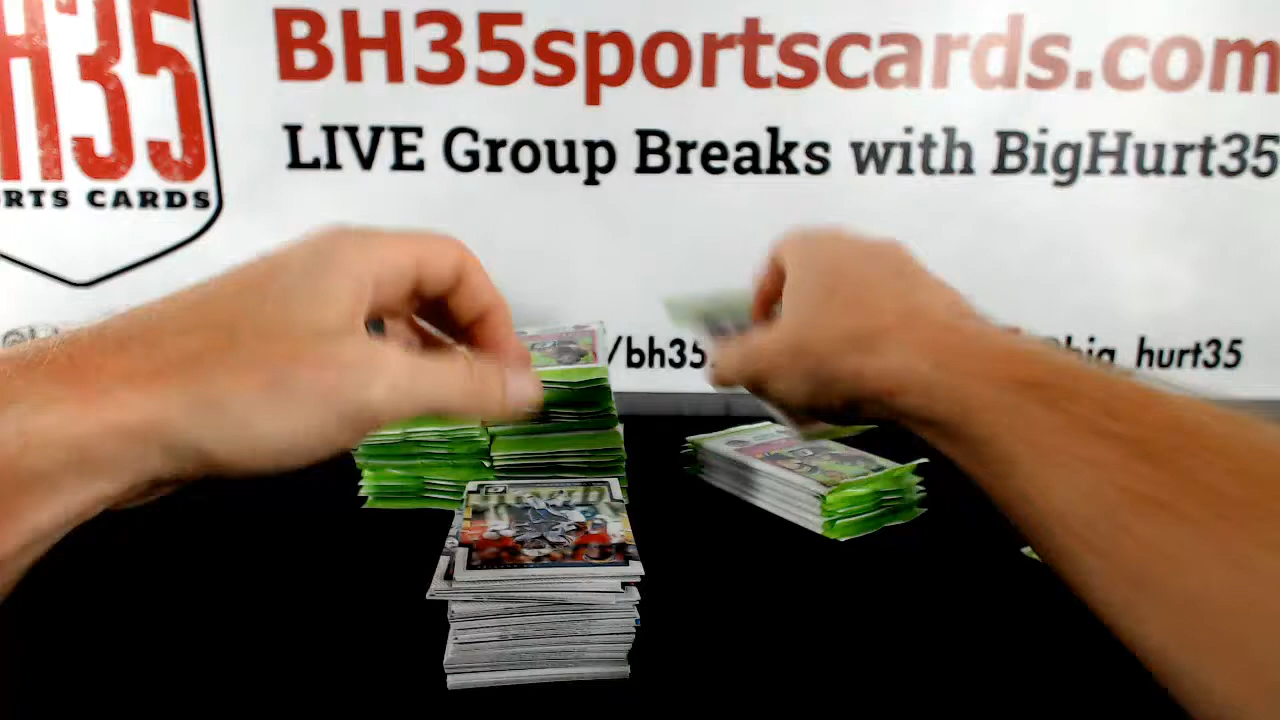 BH35sportscards.com
LIVE Group Breaks with BigHurt35
H35
RTS CARDS
/bh35
big_hurt35